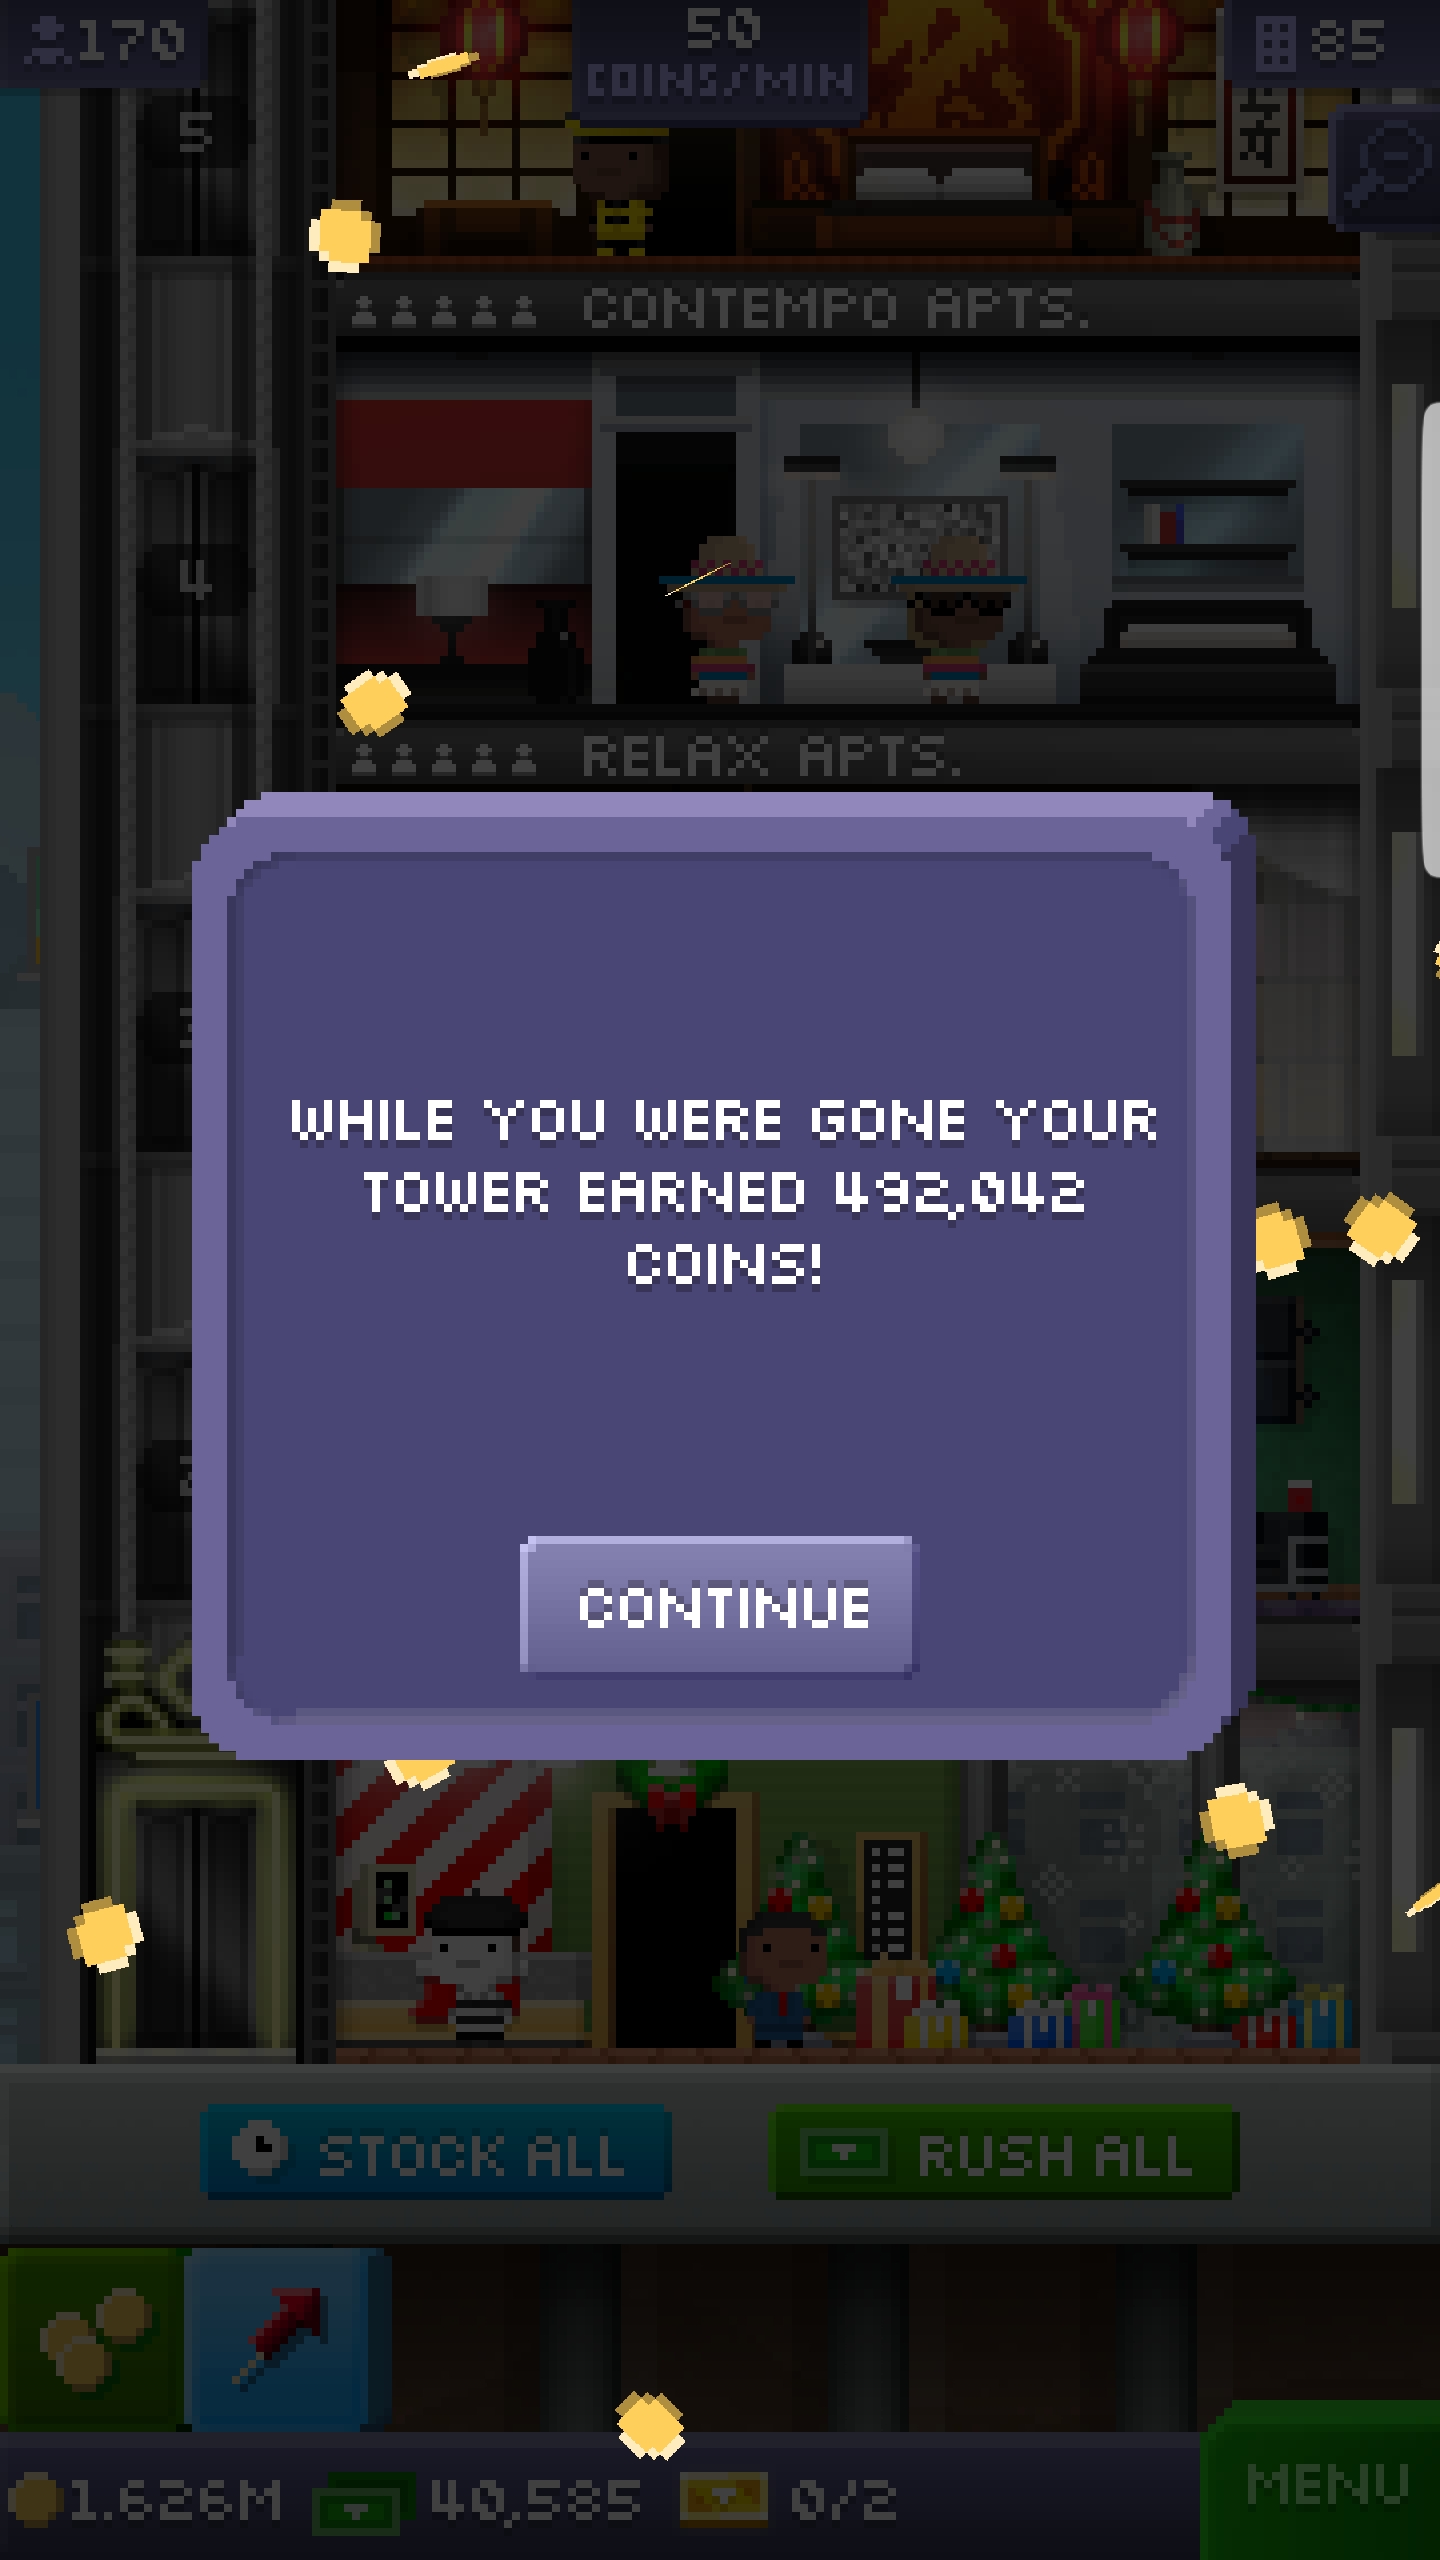 170
50
COINS/MIN
85
5
CONTEMPO APTS.
4
RELAX APTS.
WHILE YOU WERE GONE YOUR
TOWER EARNED 492,042
COINS!
CONTINUE
STOCK ALL
RUSH ALL
1.626M
40,585
0/2
MENU